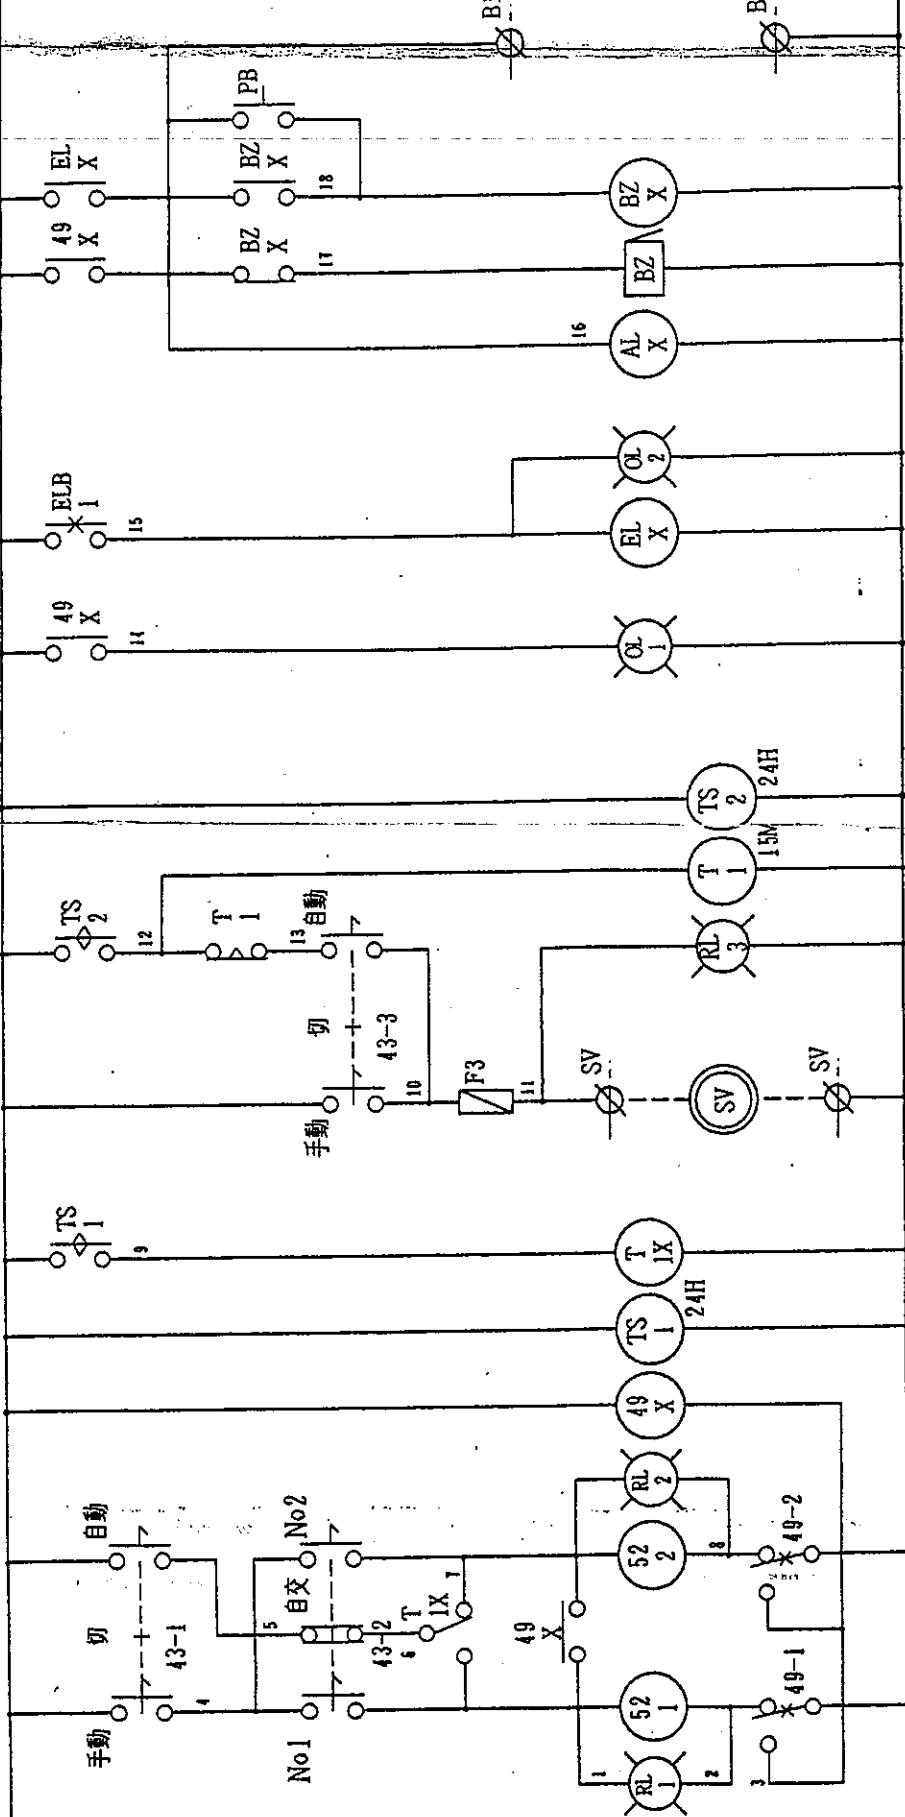 手動
切
自動
43-1
4
5
No1
自交
No2
43-2
6
T
1X
7
49
X
1
RL
1
2
52
1
52
2
RL
2
8
3
49-1
49-2
49
X
TS
1
24H
TS
1
9
T
1X
手動
切
43-3
自動
10
F3
11
SV
SV
SV
TS
2
12
T
1
13
RL
3
T
1
15M
TS
2
24H
49
X
14
OL
1
ELB
1
15
EL
X
OL
2
49
X
EL
X
BZ
X
17
BZ
X
18
PB
16
AL
X
BZ
BZ
X
B
B